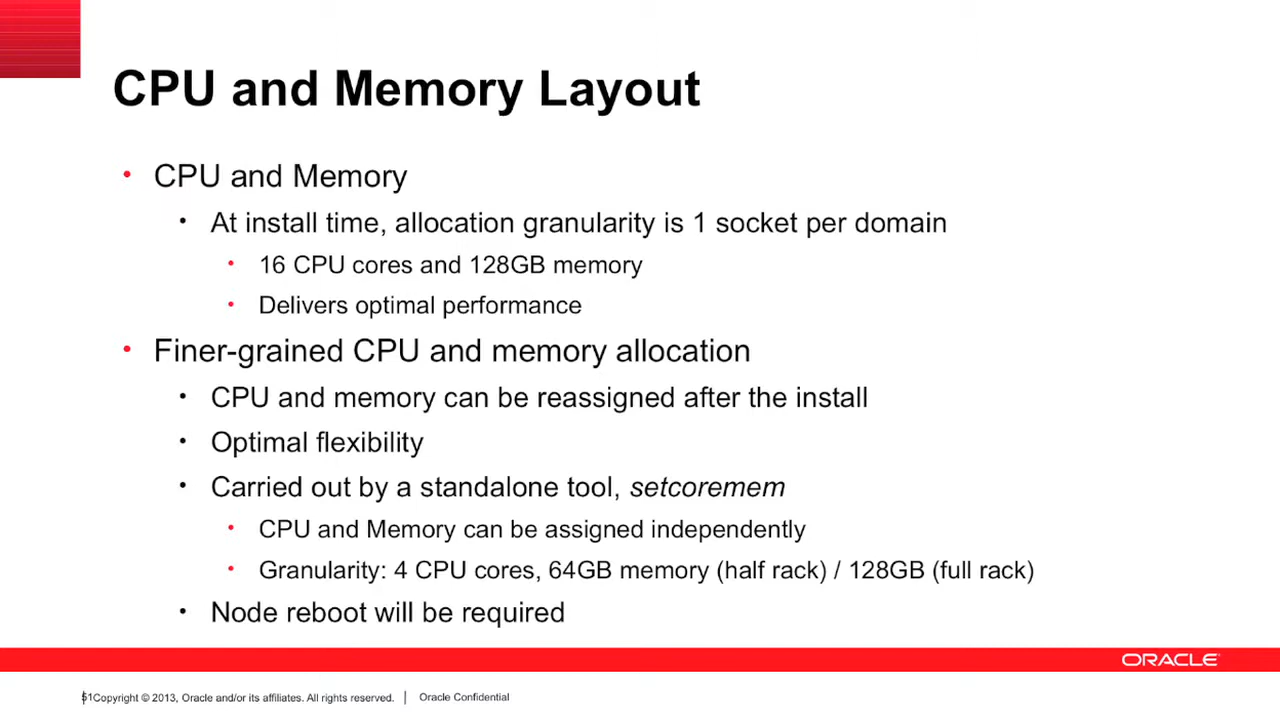 CPU and Memory Layout
• CPU and Memory
• At install time, allocation granularity is 1 socket per domain
• 16 CPU cores and 128GB memory
• Delivers optimal performance
• Finer-grained CPU and memory allocation
• CPU and memory can be reassigned after the install
• Optimal flexibility
• Carried out by a standalone tool, setcoremem
• CPU and Memory can be assigned independently
• Granularity: 4 CPU cores, 64GB memory (half rack) / 128GB (full rack)
• Node reboot will be required
ORACLE
51 Copyright © 2013, Oracle and/or its affiliates. All rights reserved. | Oracle Confidential